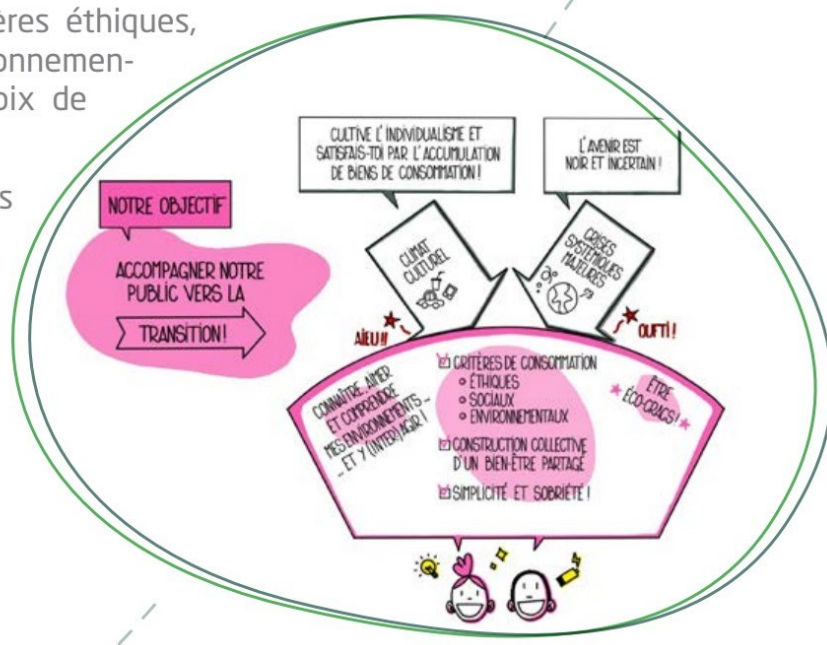 ères éthiques,
onnemen-
oix de
s
NOTRE OBJECTIF
ACCOMPAGNER NOTRE
PUBLIC VERS LA
TRANSITION!
CULTIVE L'INDIVIDUALISME ET
SATISFAIS-TOI PAR L'ACCUMULATION
DE BIENS DE CONSOMMATION!
L'AVENIR EST
NOIR ET INCERTAIN!
CLIMAT
CULTUREL
CRISES
SYSTÉMIQUES
MAJEURES
AÏEU!!
OUFTI!
CONNAÎTRE, AIMER
ET COMPRENDRE
MES ENVIRONNEMENTS...
... ET Y (INTER)AGIR!
CRITÈRES DE CONSOMMATION
ÉTHIQUES
SOCIAUX
ENVIRONNEMENTAUX
CONSTRUCTION COLLECTIVE
D'UN BIEN-ÊTRE PARTAGÉ
SIMPLICITÉ ET SOBRIÉTÉ!
ÊTRE
ÉCO-CRACS!